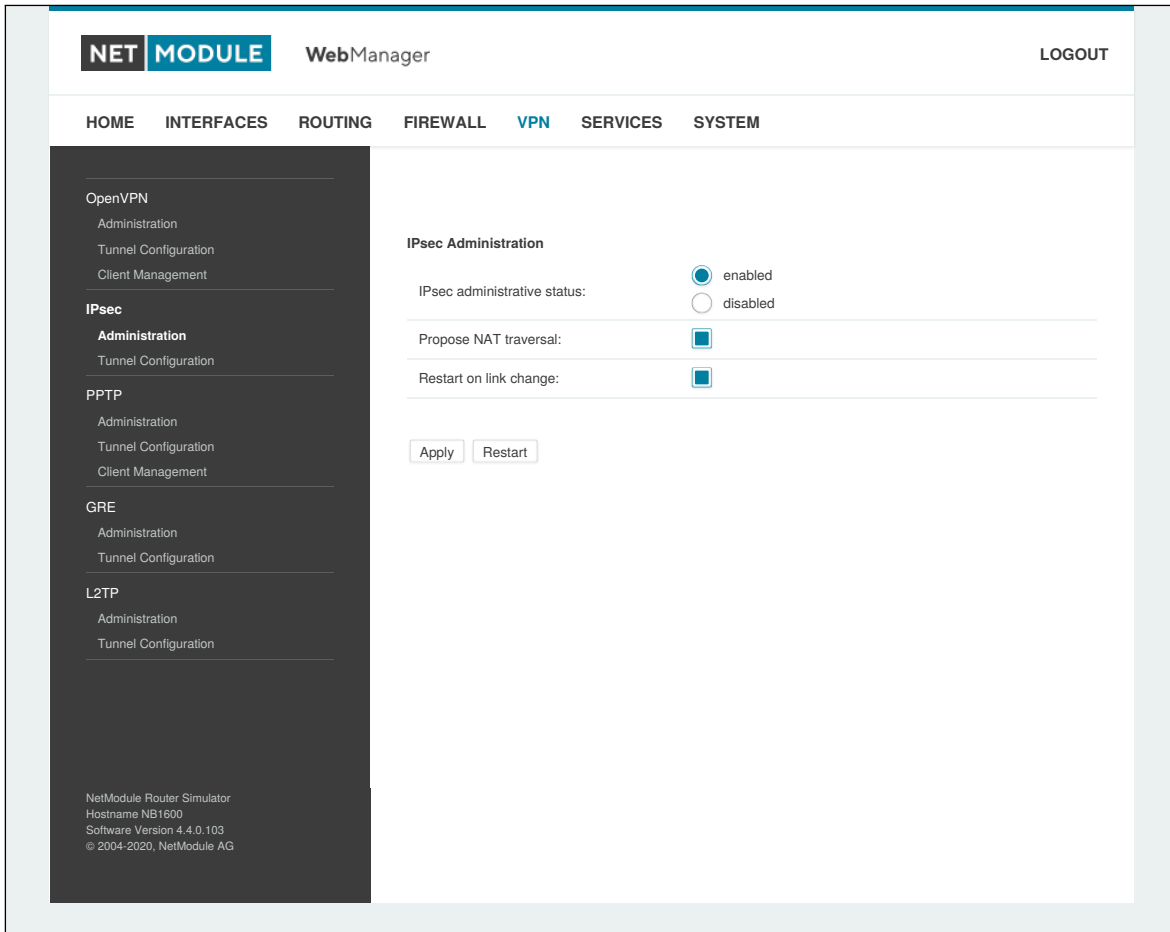 NET MODULE WebManager LOGOUT
HOME INTERFACES ROUTING FIREWALL VPN SERVICES SYSTEM
OpenVPN
Administration
Tunnel Configuration
Client Management
IPsec
Administration
Tunnel Configuration
PPTP
Administration
Tunnel Configuration
Client Management
GRE
Administration
Tunnel Configuration
L2TP
Administration
Tunnel Configuration
NetModule Router Simulator
Hostname NB1600
Software Version 4.4.0.103
© 2004-2020, NetModule AG
IPsec Administration
IPsec administrative status:
enabled
disabled
Propose NAT traversal:
Restart on link change:
Apply Restart